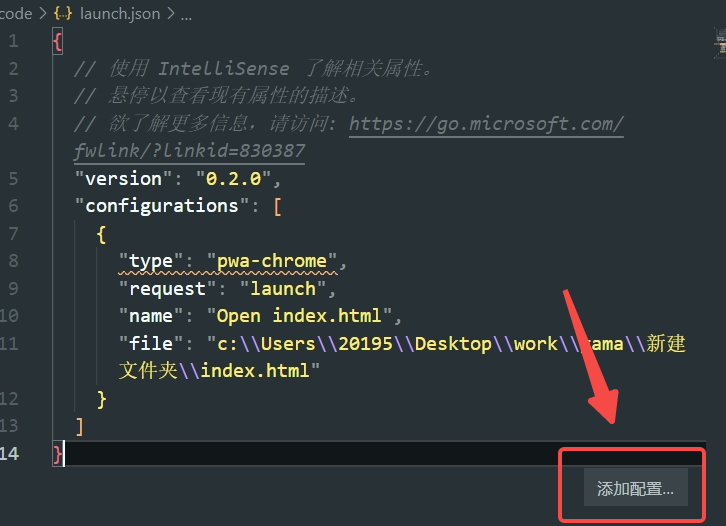 code > {..} launch.json > ...
1 {
2 // 使用 IntelliSense 了解相关属性。
3 // 悬停以查看现有属性的描述。
4 // 欲了解更多信息，请访问: https://go.microsoft.com/
fwlink/?linkid=830387
5 "version": "0.2.0",
6 "configurations": [
7 {
8 "type": "pwa-chrome",
9 "request": "launch",
10 "name": "Open index.html",
11 "file": "c:\\Users\\20195\\Desktop\\work\\yama\\新建
文件夹\\index.html"
12 }
13 ]
14 }
添加配置...